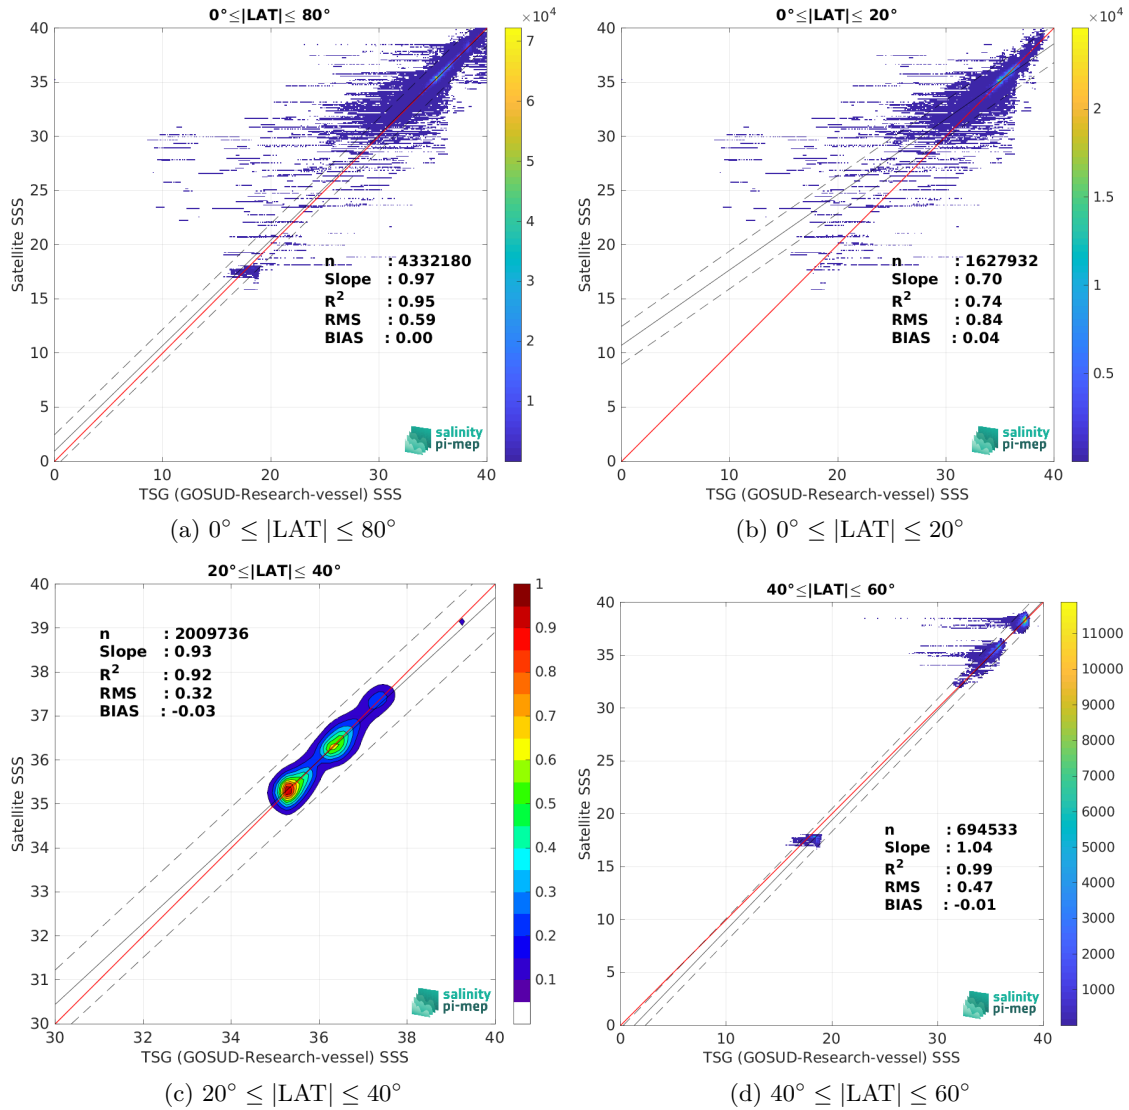 0°≤|LAT|≤ 80°
×10⁴
Satellite SSS
40
35
30
25
20
15
10
5
0
n : 4332180
Slope : 0.97
R² : 0.95
RMS : 0.59
BIAS : 0.00
salinity
pi-mep
0 10 20 30 40
TSG (GOSUD-Research-vessel) SSS
7
6
5
4
3
2
1
(a) 0° ≤ |LAT| ≤ 80°
0°≤|LAT|≤ 20°
×10⁴
Satellite SSS
40
35
30
25
20
15
10
5
0
n : 1627932
Slope : 0.70
R² : 0.74
RMS : 0.84
BIAS : 0.04
salinity
pi-mep
0 10 20 30 40
TSG (GOSUD-Research-vessel) SSS
2
1.5
1
0.5
(b) 0° ≤ |LAT| ≤ 20°
20°≤|LAT|≤ 40°
Satellite SSS
40
39
38
37
36
35
34
33
32
31
30
n : 2009736
Slope : 0.93
R² : 0.92
RMS : 0.32
BIAS : -0.03
salinity
pi-mep
30 32 34 36 38 40
TSG (GOSUD-Research-vessel) SSS
1
0.9
0.8
0.7
0.6
0.5
0.4
0.3
0.2
0.1
(c) 20° ≤ |LAT| ≤ 40°
40°≤|LAT|≤ 60°
Satellite SSS
40
35
30
25
20
15
10
5
0
n : 694533
Slope : 1.04
R² : 0.99
RMS : 0.47
BIAS : -0.01
salinity
pi-mep
0 10 20 30 40
TSG (GOSUD-Research-vessel) SSS
11000
10000
9000
8000
7000
6000
5000
4000
3000
2000
1000
(d) 40° ≤ |LAT| ≤ 60°